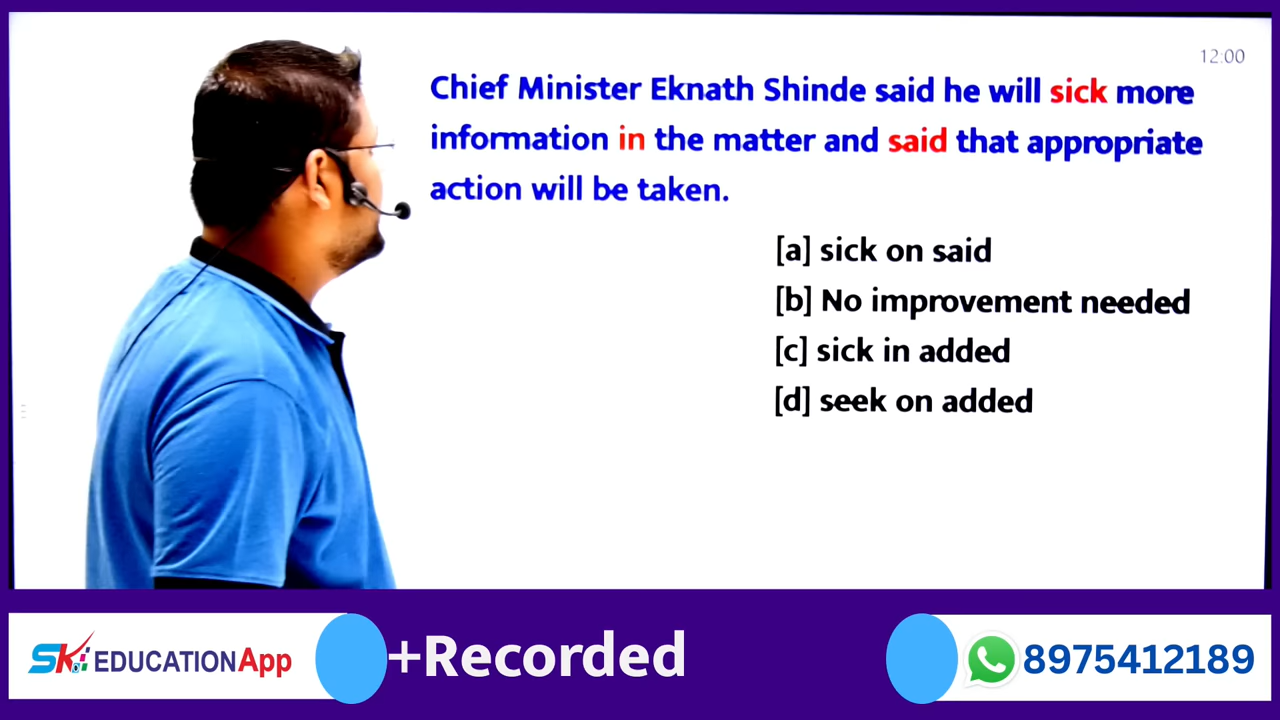 12:00
Chief Minister Eknath Shinde said he will sick more
information in the matter and said that appropriate
action will be taken.
[a] sick on said
[b] No improvement needed
[c] sick in added
[d] seek on added
SK EDUCATIONApp
+Recorded
8975412189